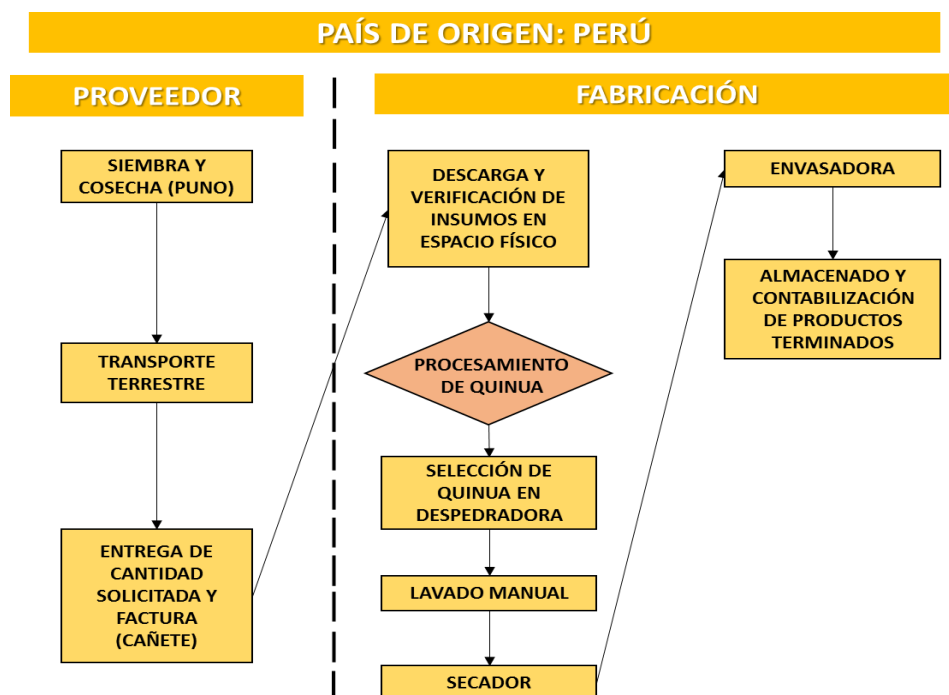 PAÍS DE ORIGEN: PERÚ
PROVEEDOR
SIEMBRA Y
COSECHA (PUNO)
TRANSPORTE
TERRESTRE
ENTREGA DE
CANTIDAD
SOLICITADA Y
FACTURA
(CAÑETE)
FABRICACIÓN
DESCARGA Y
VERIFICACIÓN DE
INSUMOS EN
ESPACIO FÍSICO
PROCESAMIENTO
DE QUINUA
SELECCIÓN DE
QUINUA EN
DESPEDRADORA
LAVADO MANUAL
SECADOR
ENVASADORA
ALMACENADO Y
CONTABILIZACIÓN
DE PRODUCTOS
TERMINADOS